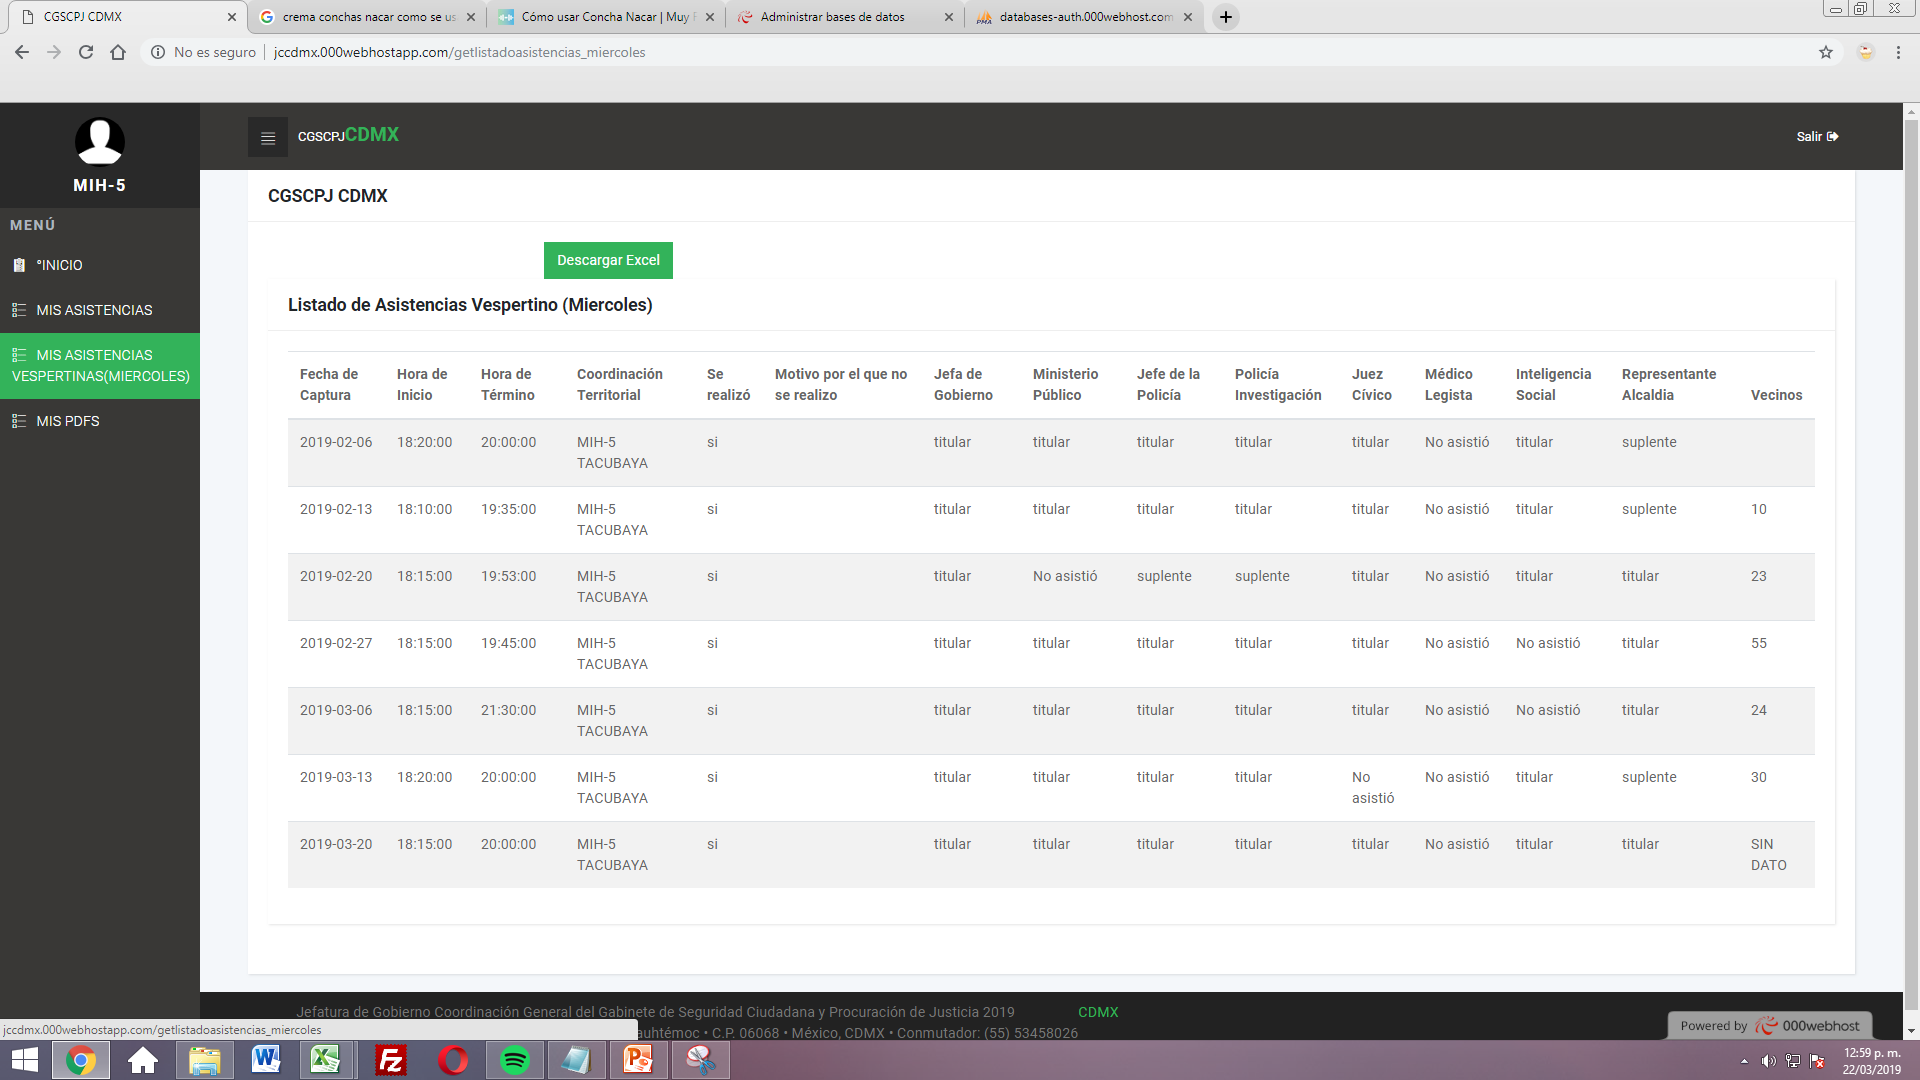 CGSCPJ CDMX
crema conchas nacar como se us
Cómo usar Concha Nacar | Muy F
Administrar bases de datos
PMA databases-auth.000webhost.com
No es seguro | jccdmx.000webhostapp.com/getlistadoasistencias_miercoles
MIH-5
CGSCPJCDMX
Salir
MENÚ
°INICIO
MIS ASISTENCIAS
MIS ASISTENCIAS
VESPERTINAS(MIERCOLES)
MIS PDFS
CGSCPJ CDMX
Descargar Excel
Listado de Asistencias Vespertino (Miercoles)
Fecha de Hora de Hora de Coordinación Se Motivo por el que no Jefa de Ministerio Jefe de la Policía Juez Médico Inteligencia Representante
Captura Inicio Término Territorial realizó se realizo Gobierno Público Policía Investigación Cívico Legista Social Alcaldia Vecinos
2019-02-06 18:20:00 20:00:00 MIH-5 si titular titular titular titular titular No asistió titular suplente
TACUBAYA
2019-02-13 18:10:00 19:35:00 MIH-5 si titular titular titular titular titular No asistió titular suplente 10
TACUBAYA
2019-02-20 18:15:00 19:53:00 MIH-5 si titular No asistió suplente suplente titular No asistió titular titular 23
TACUBAYA
2019-02-27 18:15:00 19:45:00 MIH-5 si titular titular titular titular titular No asistió No asistió titular 55
TACUBAYA
2019-03-06 18:15:00 21:30:00 MIH-5 si titular titular titular titular titular No asistió No asistió titular 24
TACUBAYA
2019-03-13 18:20:00 20:00:00 MIH-5 si titular titular titular titular No No asistió titular suplente 30
TACUBAYA asistió
2019-03-20 18:15:00 20:00:00 MIH-5 si titular titular titular titular titular No asistió titular titular SIN
TACUBAYA DATO
Jefatura de Gobierno Coordinación General del Gabinete de Seguridad Ciudadana y Procuración de Justicia 2019 CDMX
auhtémoc • C.P. 06068 • México, CDMX • Conmutador: (55) 53458026
jccdmx.000webhostapp.com/getlistadoasistencias_miercoles
Powered by 000webhost
12:59 p. m.
22/03/2019